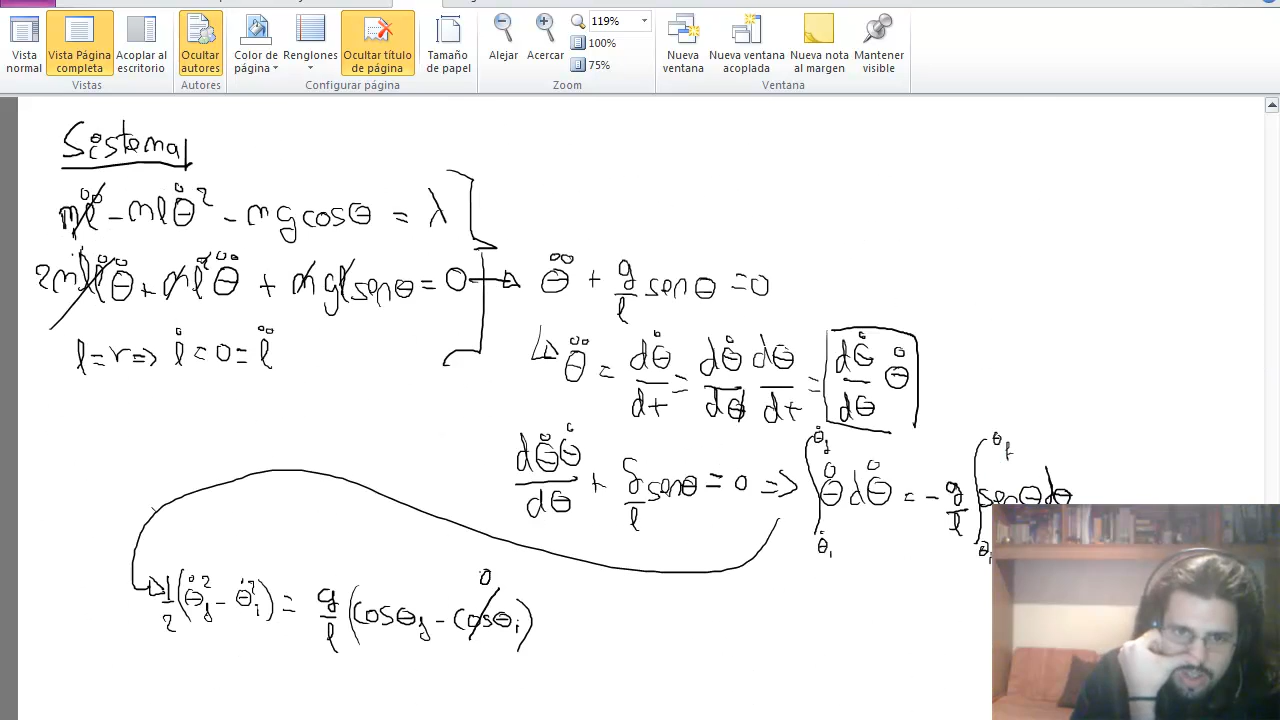 Vista normal
Vista Página completa
Acoplar al escritorio
Vistas
Ocultar autores
Autores
Color de página
Renglones
Ocultar título de página
Tamaño de papel
Configurar página
Alejar
Acercar
119%
100%
75%
Zoom
Nueva ventana
Nueva ventana acoplada
Nueva nota al margen
Mantener visible
Ventana
Sistema
ml̈ - mlθ̇² - mg cosθ = λ
2mll̇θ̇ + ml²θ̈ + mgl senθ = 0 → θ̈ + g/l senθ = 0
l = r ⇒ l̇ = 0 = l̈
θ̈ = dθ̇/dt = dθ̇/dθ dθ/dt = dθ̇/dθ θ̇
dθ̇θ̇/dθ + g/l senθ = 0 ⇒ ∫ θ̇ dθ̇ = -g/l ∫ senθ dθ
1/2 (θ̇f² - θ̇i²) = g/l (cosθf - cosθi) 0